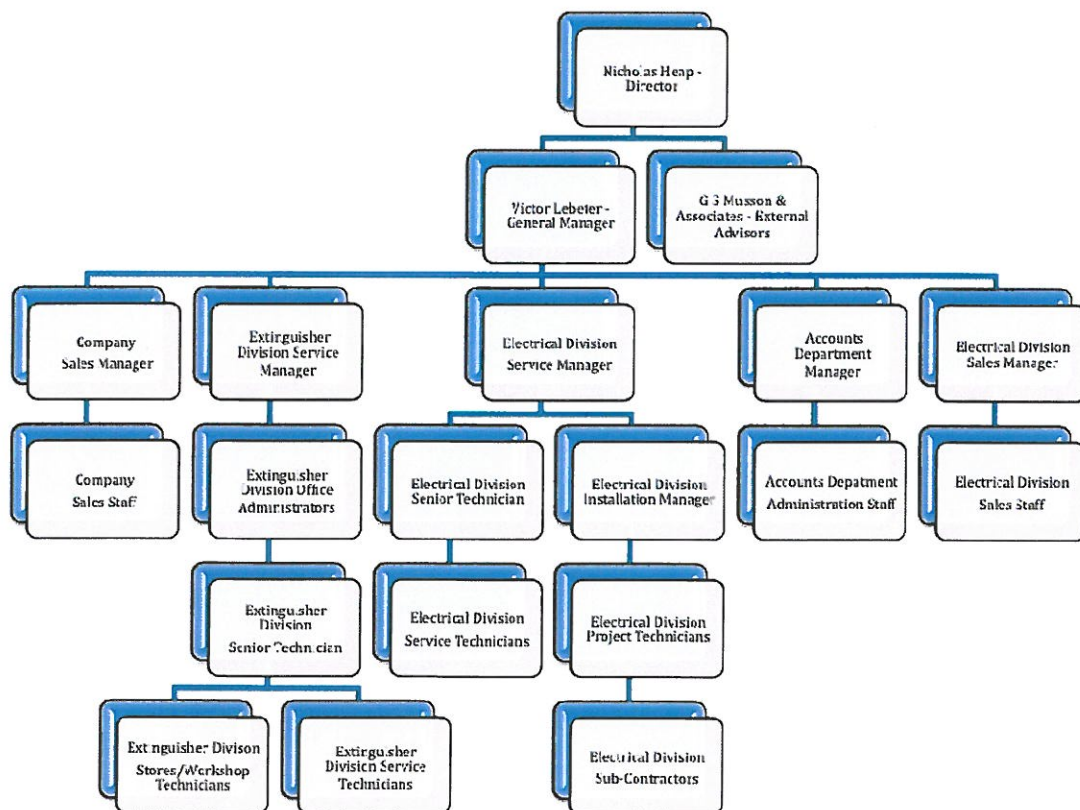 Nicholas Heap -
Director
Victor Lebeter -
General Manager
G S Musson &
Associates - External
Advisors
Company
Sales Manager
Extinguisher
Division Service
Manager
Electrical Division
Service Manager
Accounts
Department
Manager
Electrical Division
Sales Manager
Company
Sales Staff
Extinguisher
Division Office
Administrators
Electrical Division
Senior Technician
Electrical Division
Installation Manager
Accounts Depatment
Administration Staff
Electrical Division
Sales Staff
Extinguisher
Division
Senior Technician
Electrical Division
Service Technicians
Electrical Division
Project Technicians
Extinguisher Divison
Stores/Workshop
Technicians
Extinguisher
Division Service
Technicians
Electrical Division
Sub-Contractors